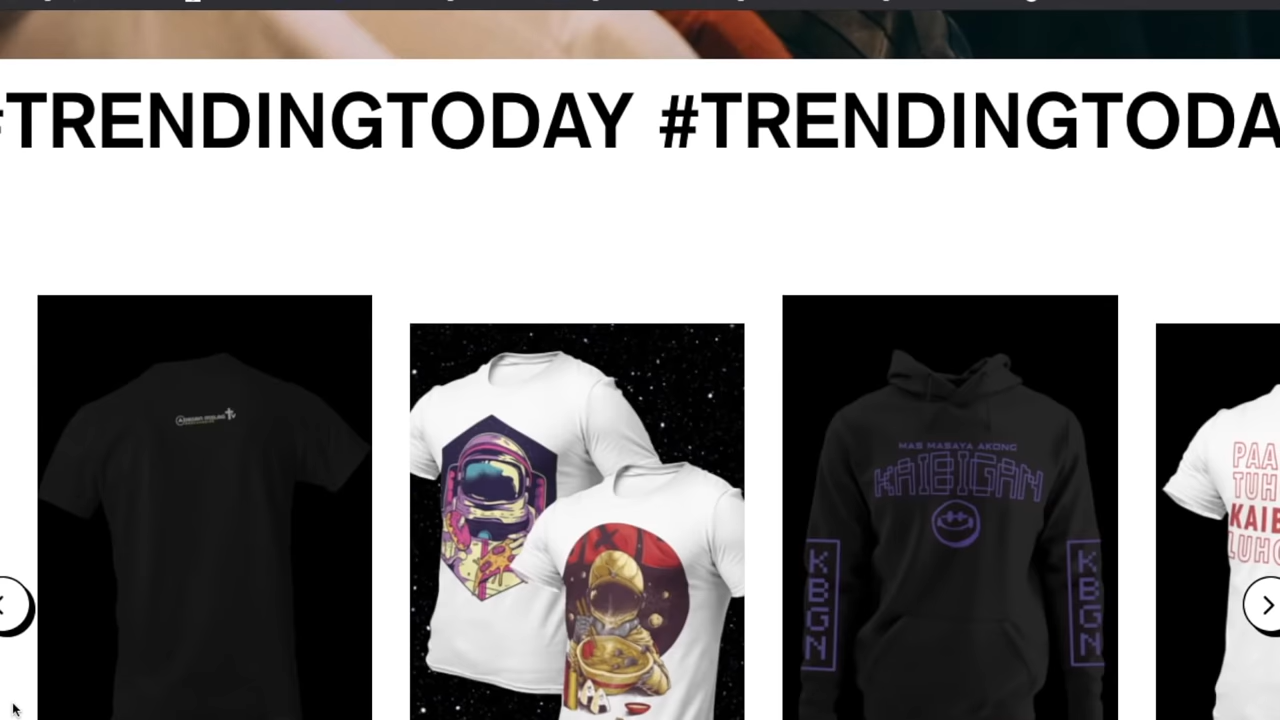 #TRENDINGTODAY #TRENDINGTODA
MAS MASAYA AKONG
KAIBIGAN
KBGN
KBGN
PAA
TUH
KAIB
LUHO